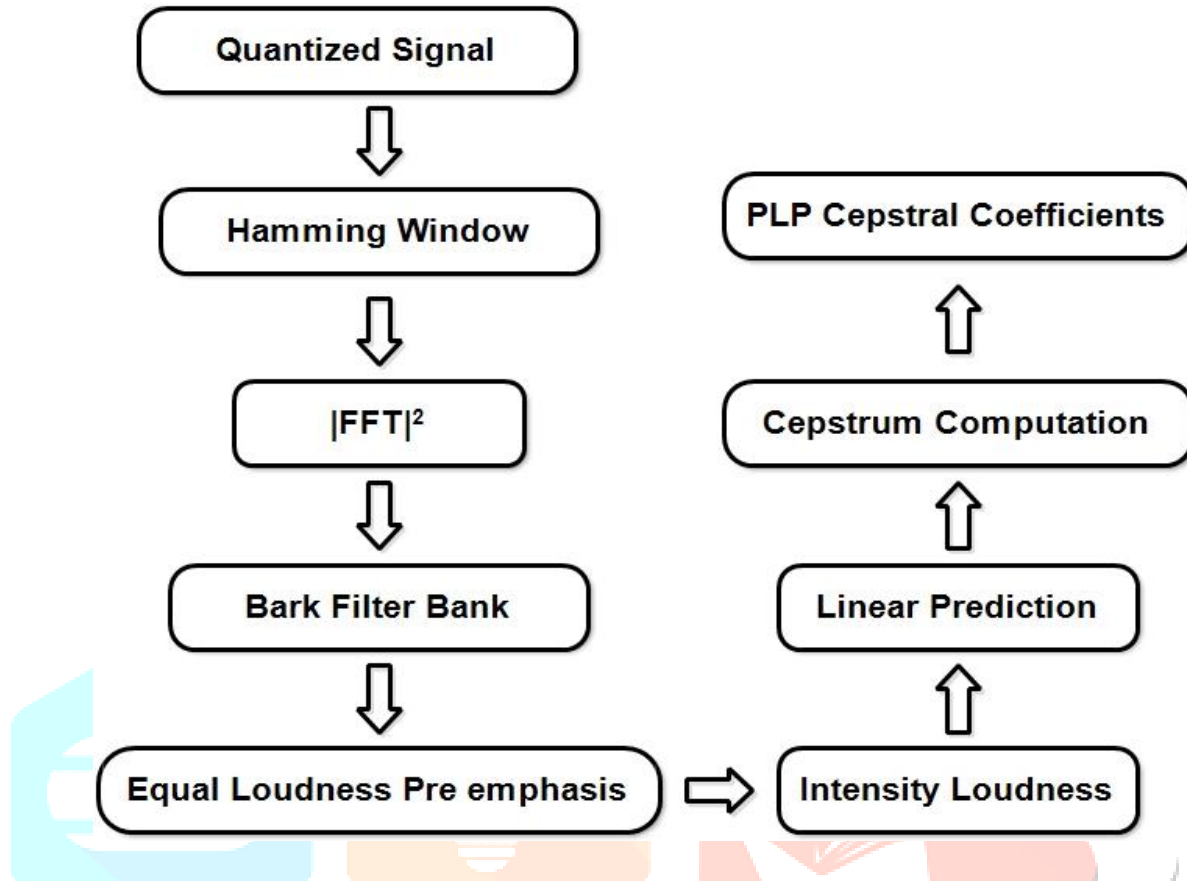 Quantized Signal
Hamming Window
|FFT|²
Bark Filter Bank
Equal Loudness Pre emphasis
Intensity Loudness
Linear Prediction
Cepstrum Computation
PLP Cepstral Coefficients